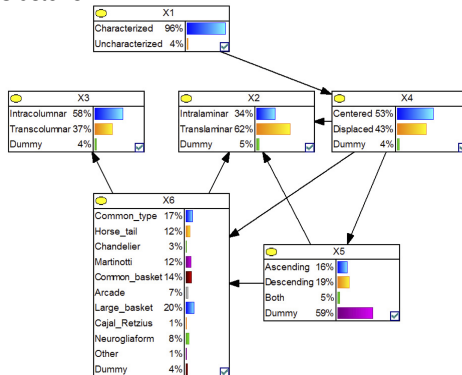 X1
Characterized 96%
Uncharacterized 4%
X3
Intracolumnar 58%
Transcolumnar 37%
Dummy 4%
X2
Intralaminar 34%
Translaminar 62%
Dummy 5%
X4
Centered 53%
Displaced 43%
Dummy 4%
X6
Common_type 17%
Horse_tail 12%
Chandelier 3%
Martinotti 12%
Common_basket 14%
Arcade 7%
Large_basket 20%
Cajal_Retzius 1%
Neurogliaform 8%
Other 1%
Dummy 4%
X5
Ascending 16%
Descending 19%
Both 5%
Dummy 59%